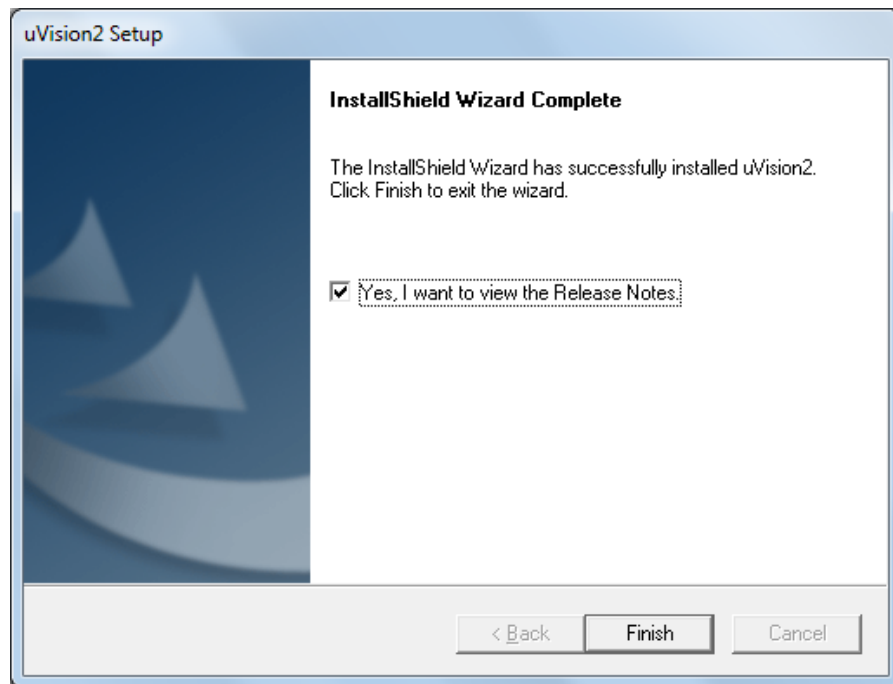 uVision2 Setup
InstallShield Wizard Complete
The InstallShield Wizard has successfully installed uVision2.
Click Finish to exit the wizard.
Yes, I want to view the Release Notes.
< Back
Finish
Cancel